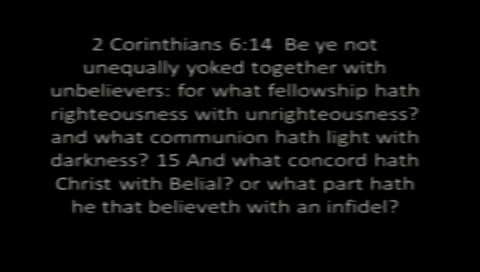 2 Corinthians 6:14  Be ye not
unequally yoked together with
unbelievers: for what fellowship hath
righteousness with unrighteousness?
and what communion hath light with
darkness? 15 And what concord hath
Christ with Belial? or what part hath
he that believeth with an infidel?